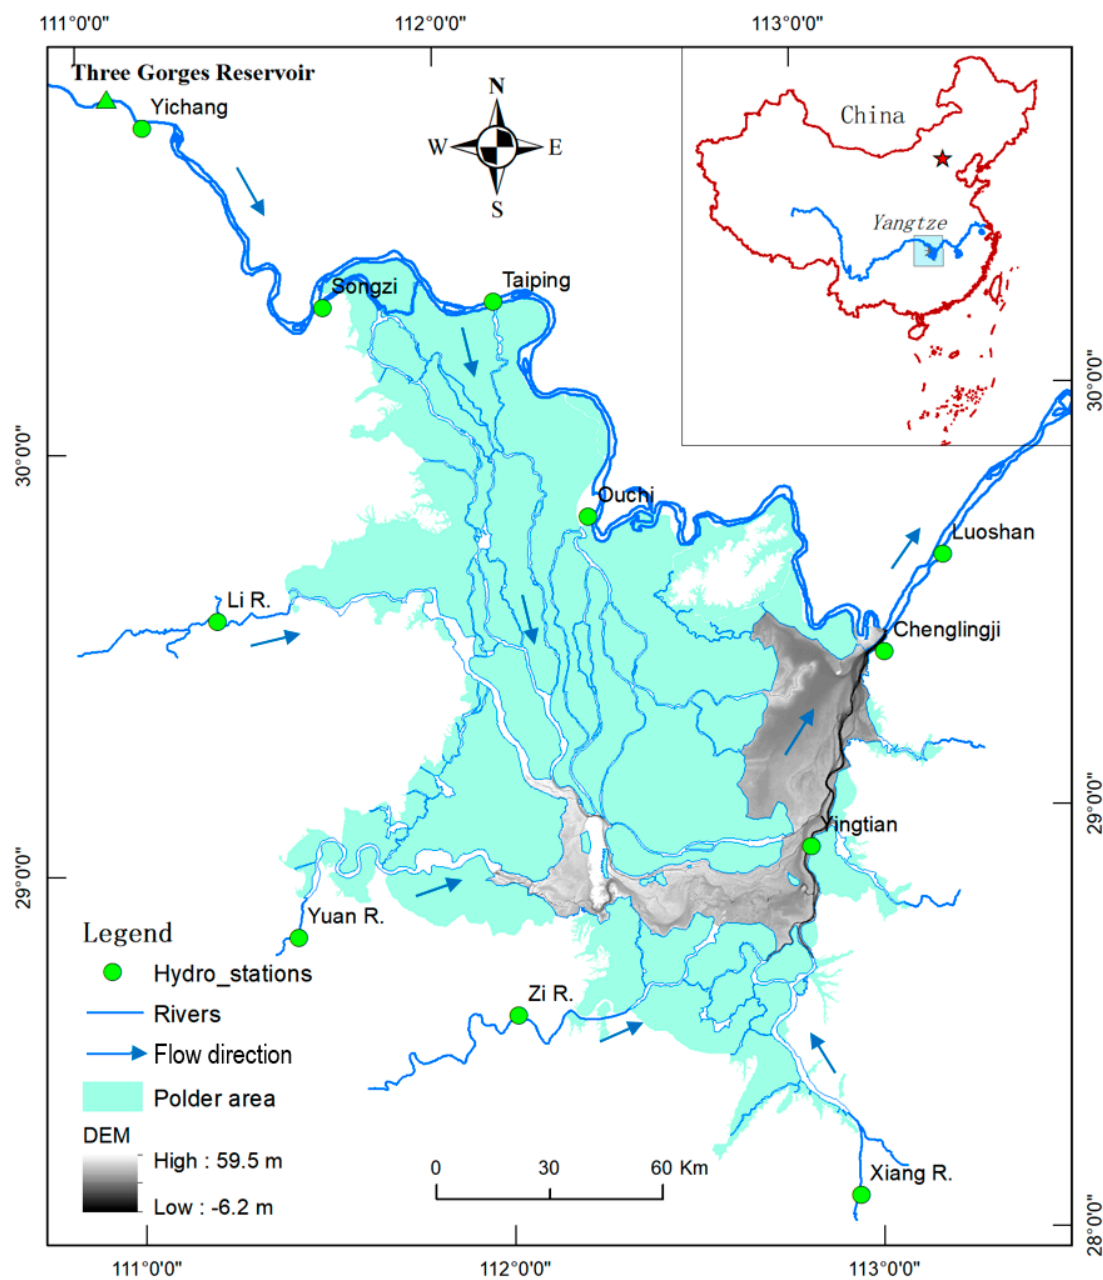 111°0'0"
112°0'0"
113°0'0"
Three Gorges Reservoir
Yichang
N
W
E
S
China
Yangtze
Songzi
Taiping
30°0'0"
30°0'0"
Ouchi
Luoshan
Li R.
Chenglingji
29°0'0"
Yingtian
29°0'0"
Yuan R.
Legend
Hydro_stations
Rivers
Flow direction
Polder area
DEM
High : 59.5 m
Low : -6.2 m
Zi R.
0 30 60 Km
Xiang R.
28°0'0"
111°0'0"
112°0'0"
113°0'0"